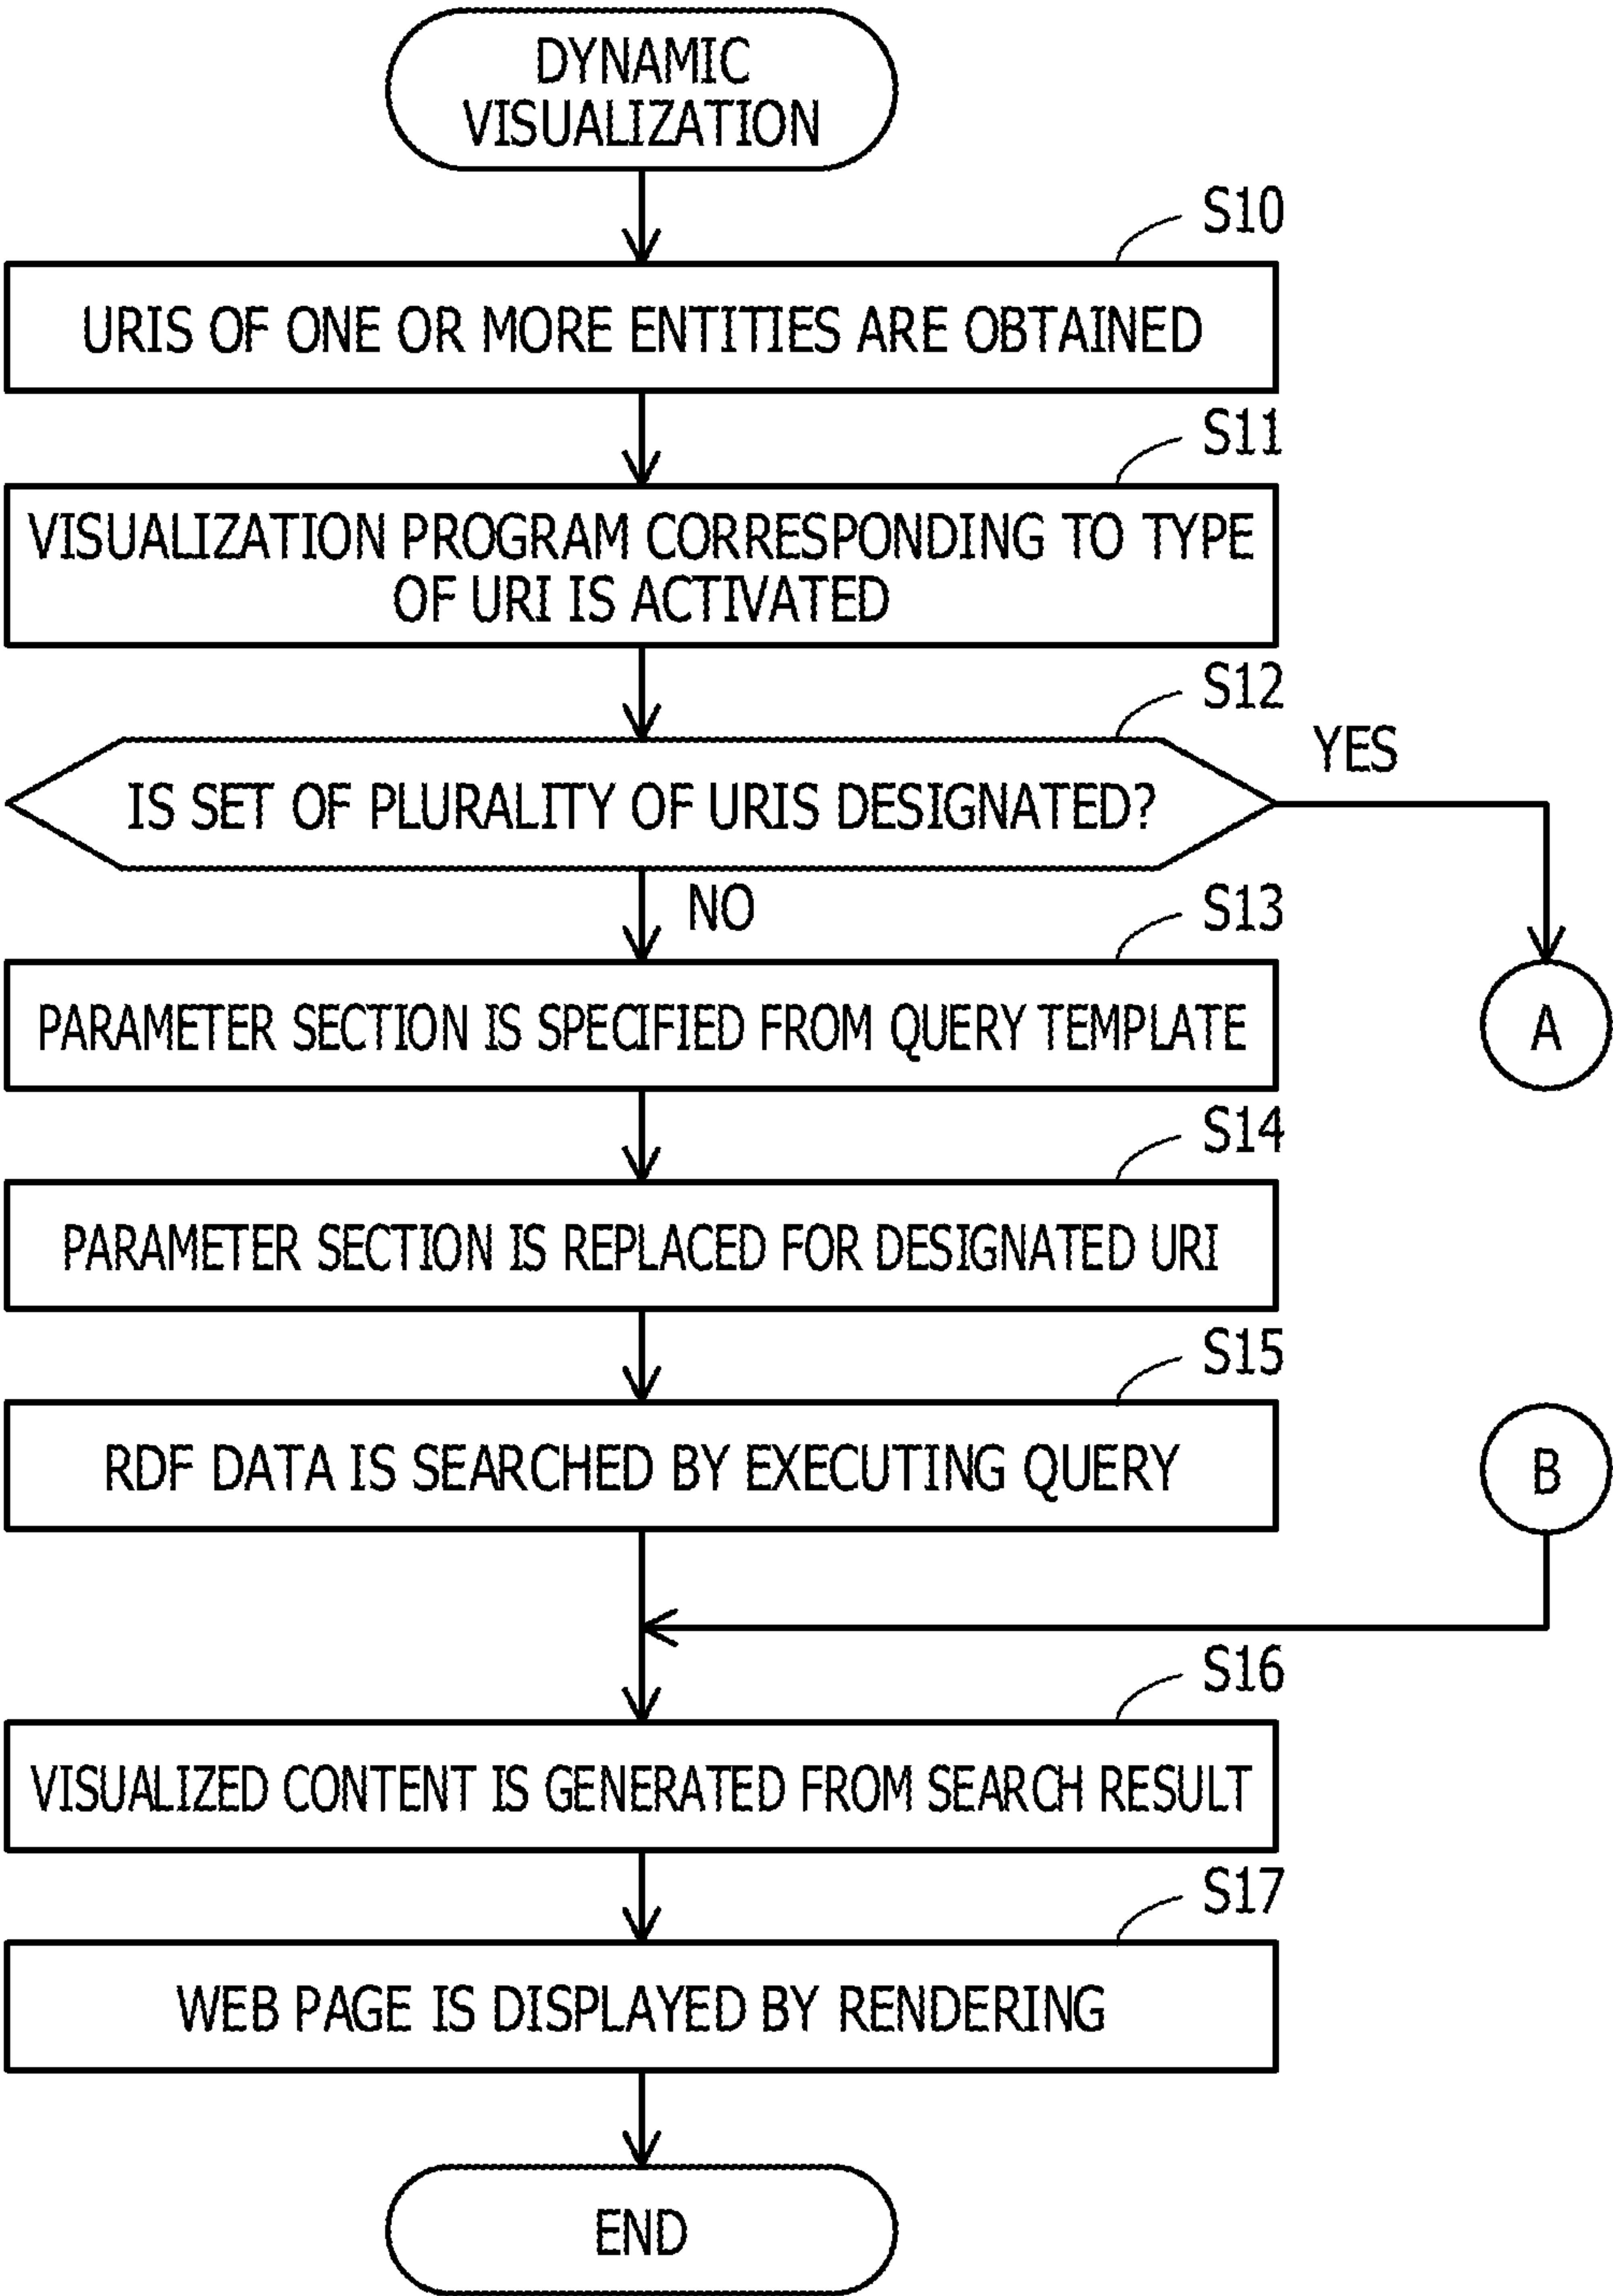 DYNAMIC
VISUALIZATION
S10
URIS OF ONE OR MORE ENTITIES ARE OBTAINED
S11
VISUALIZATION PROGRAM CORRESPONDING TO TYPE
OF URI IS ACTIVATED
S12
YES
IS SET OF PLURALITY OF URIS DESIGNATED?
NO
S13
PARAMETER SECTION IS SPECIFIED FROM QUERY TEMPLATE
A
S14
PARAMETER SECTION IS REPLACED FOR DESIGNATED URI
S15
RDF DATA IS SEARCHED BY EXECUTING QUERY
B
S16
VISUALIZED CONTENT IS GENERATED FROM SEARCH RESULT
S17
WEB PAGE IS DISPLAYED BY RENDERING
END